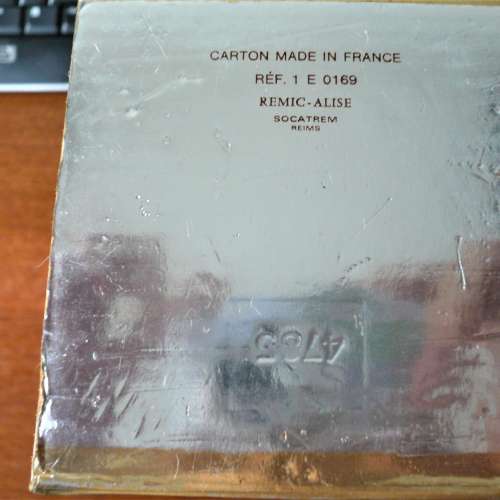 CARTON MADE IN FRANCE
RÉF. 1 E 0169
REMIC-ALISE
SOCATREM
REIMS